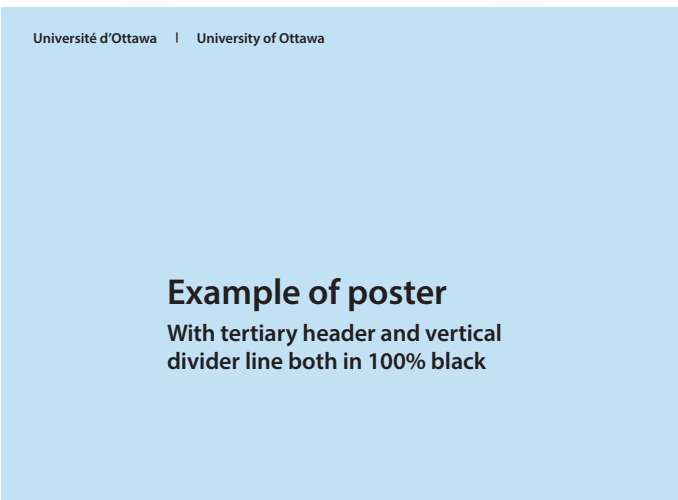 Université d’Ottawa | University of Ottawa
Example of poster
With tertiary header and vertical
divider line both in 100% black